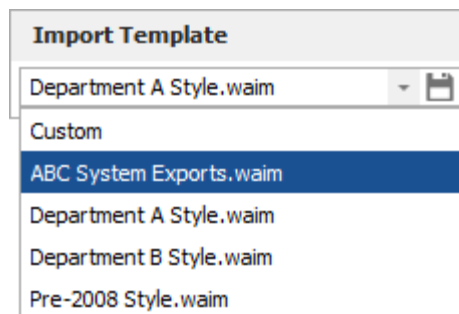 Import Template
Department A Style.waim
Custom
ABC System Exports.waim
Department A Style.waim
Department B Style.waim
Pre-2008 Style.waim